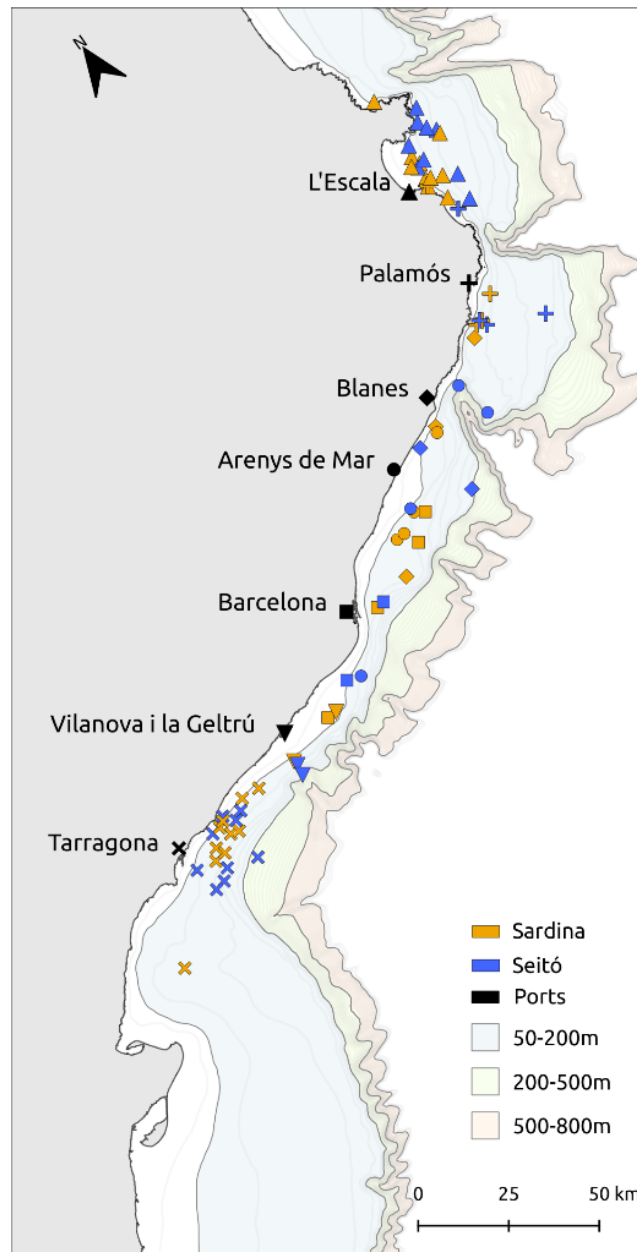 N
L'Escala
Palamós
Blanes
Arenys de Mar
Barcelona
Vilanova i la Geltrú
Tarragona
Sardina
Seitó
Ports
50-200m
200-500m
500-800m
0 25 50 km